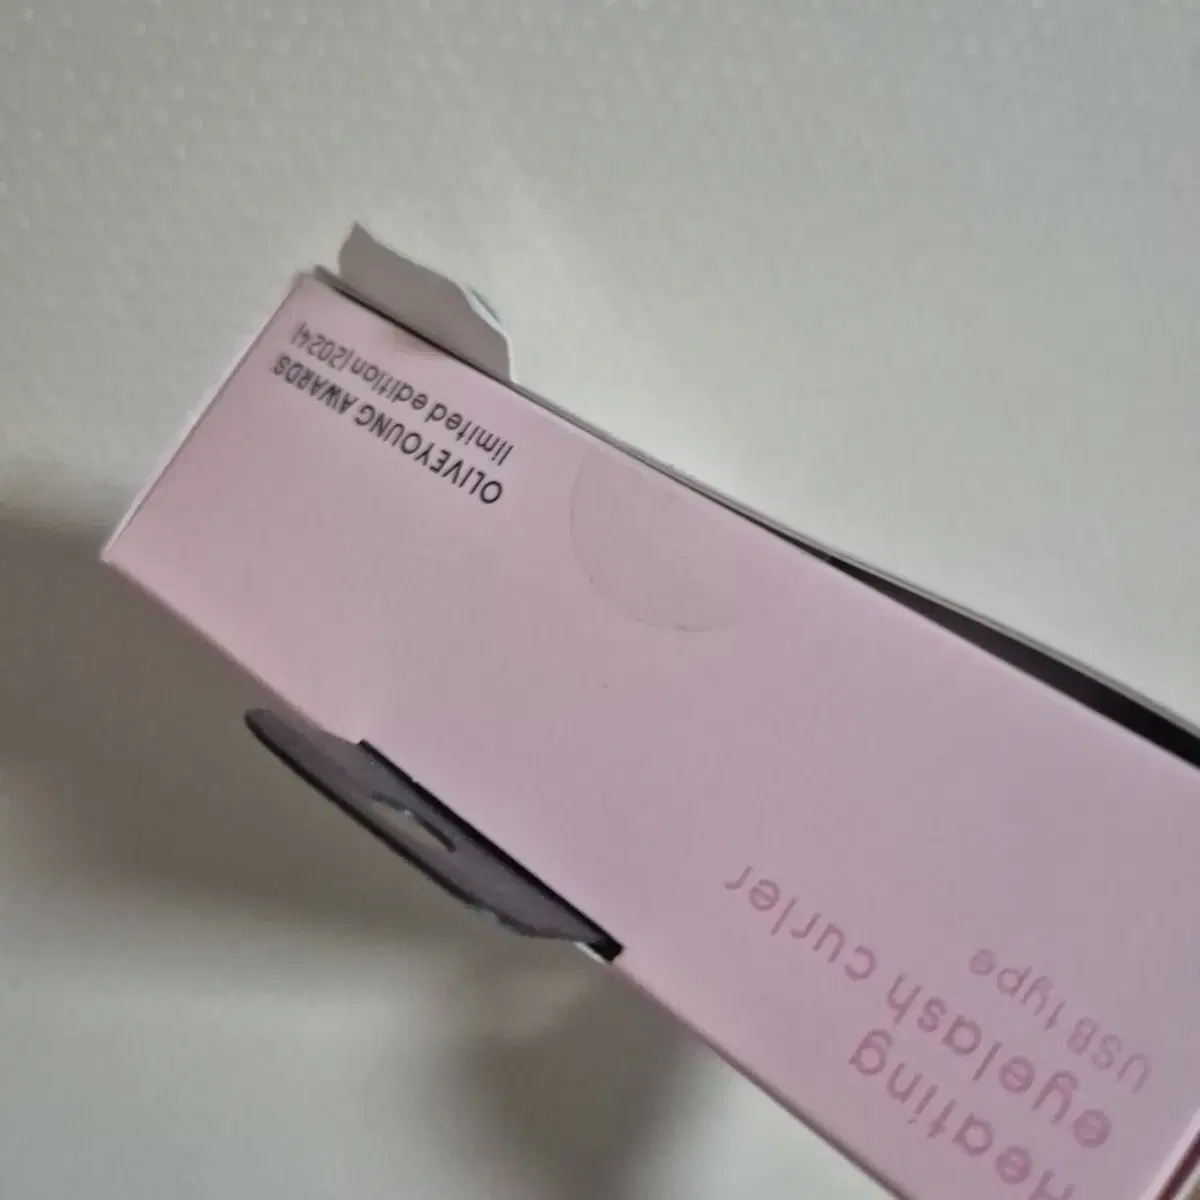 Heating
eyelash curler
USB type
OLIVEYOUNG AWARDS
limited edition (2024)